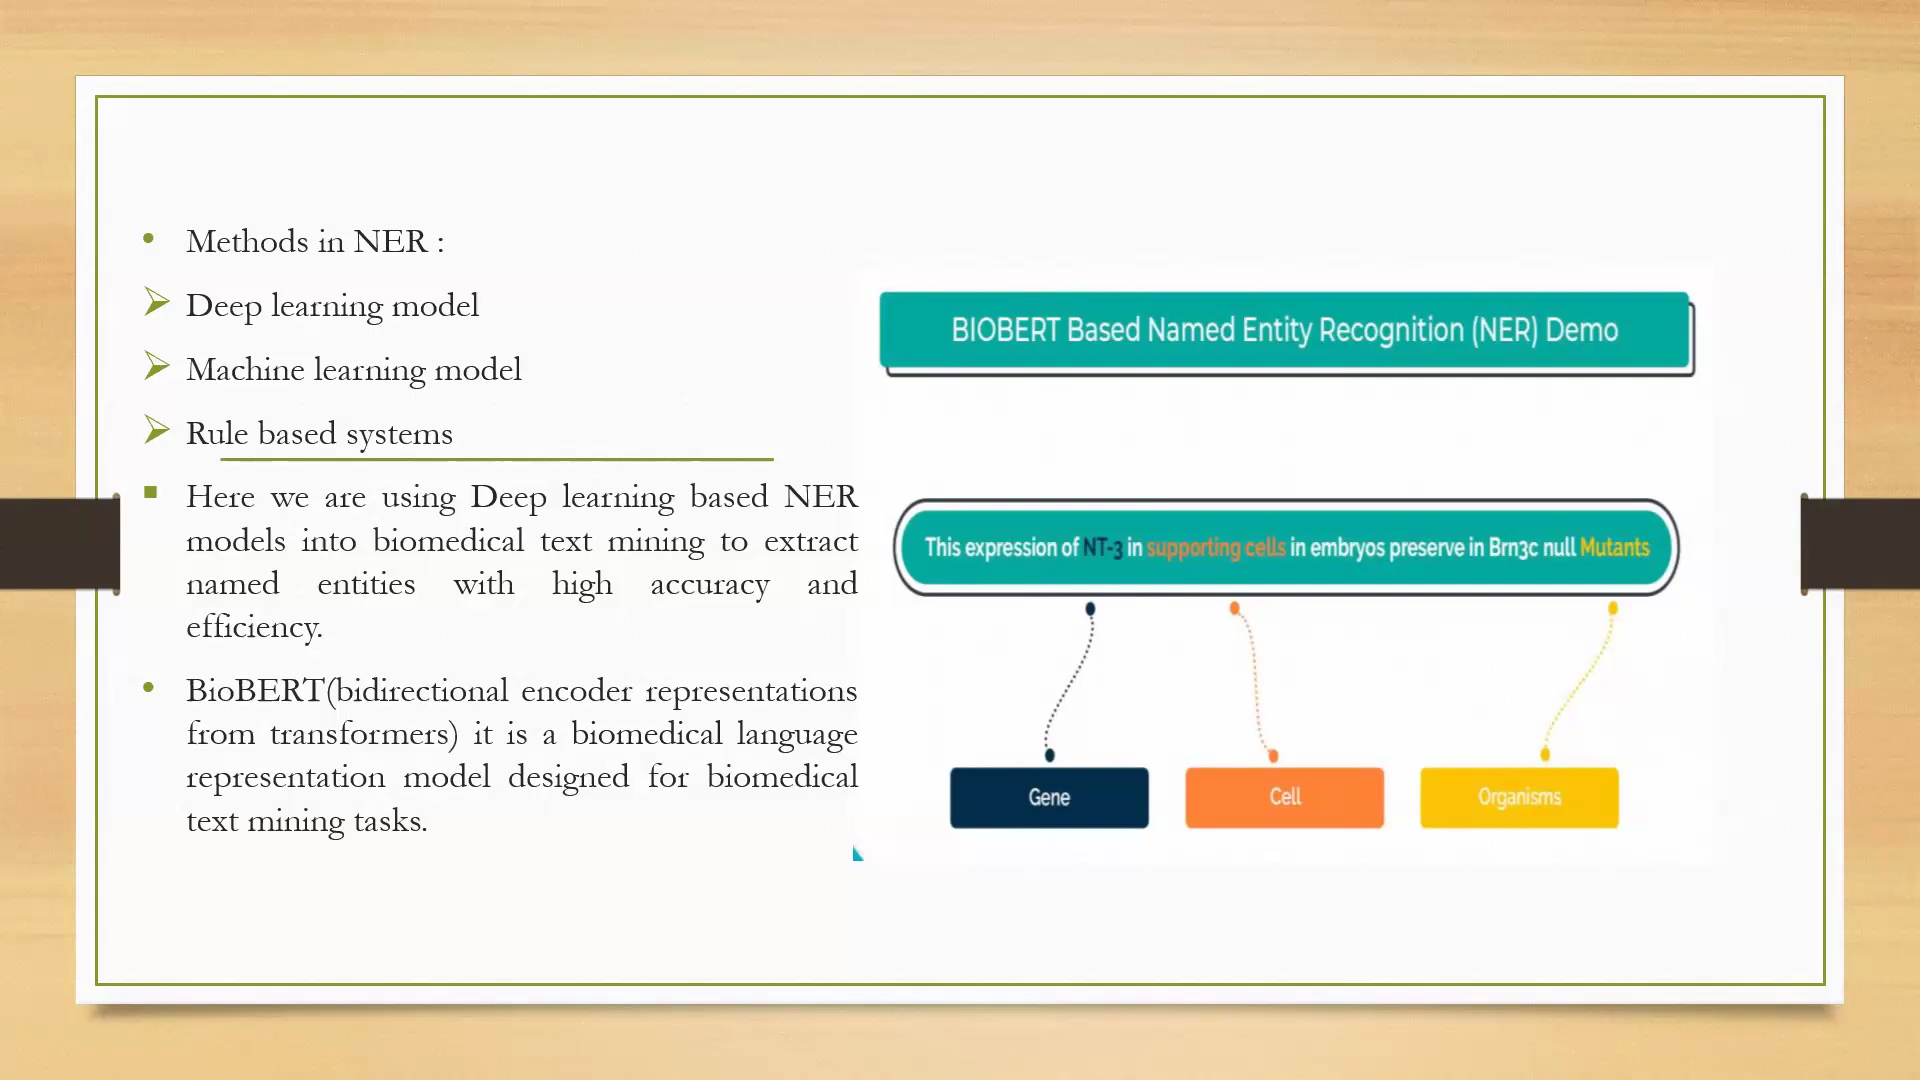 Methods in NER :
Deep learning model
Machine learning model
Rule based systems
Here we are using Deep learning based NER
models into biomedical text mining to extract
named entities with high accuracy and
efficiency.
BioBERT(bidirectional encoder representations
from transformers) it is a biomedical language
representation model designed for biomedical
text mining tasks.
BIOBERT Based Named Entity Recognition (NER) Demo
This expression of NT-3 in supporting cells in embryos preserve in Brn3c null Mutants
Gene
Cell
Organisms